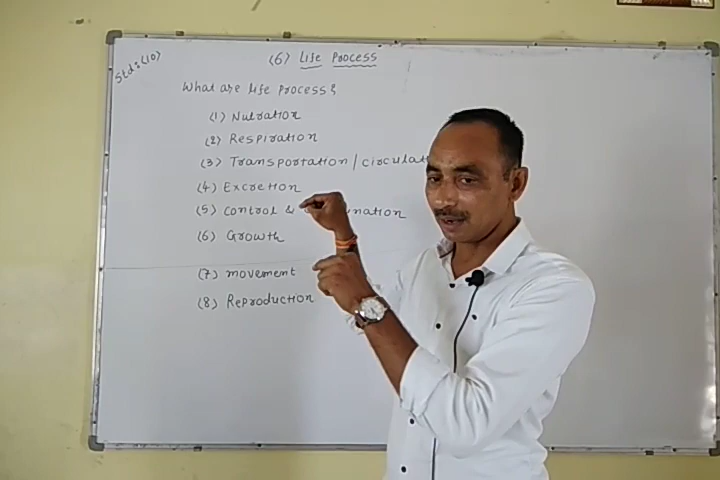 Std:(10)
(6) Life Process
What are life process?
(1) Nutration
(2) Respiration
(3) Transportation / circulat
(4) Excretion
(5) control & nation
(6) Growth
(7) movement
(8) Reproduction